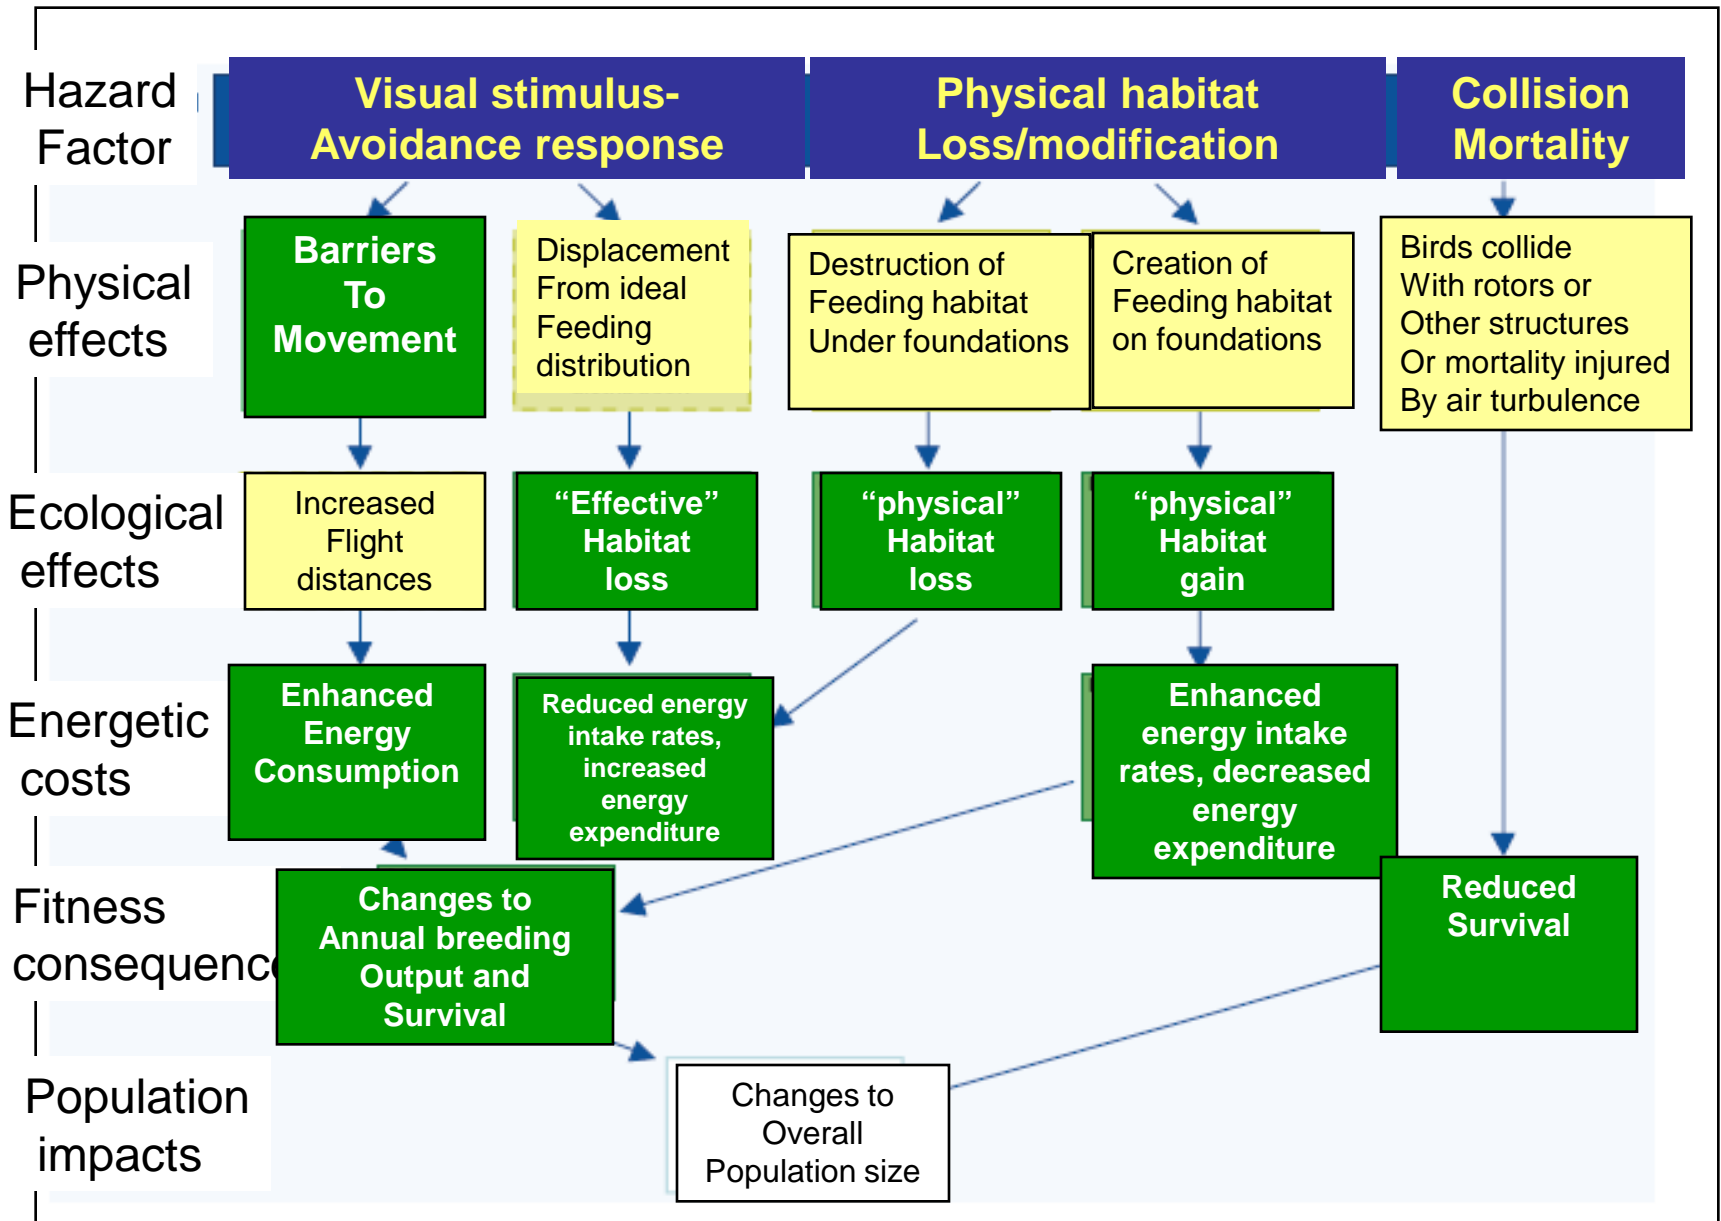 Hazard
Factor
Visual stimulus-
Avoidance response
Physical habitat
Loss/modification
Collision
Mortality
Physical
effects
Barriers
To
Movement
Displacement
From ideal
Feeding
distribution
Destruction of
Feeding habitat
Under foundations
Creation of
Feeding habitat
on foundations
Birds collide
With rotors or
Other structures
Or mortality injured
By air turbulence
Ecological
effects
Increased
Flight
distances
“Effective”
Habitat
loss
“physical”
Habitat
loss
“physical”
Habitat
gain
Energetic
costs
Enhanced
Energy
Consumption
Reduced energy
intake rates,
increased
energy
expenditure
Enhanced
energy intake
rates, decreased
energy
expenditure
Fitness
consequenc
Changes to
Annual breeding
Output and
Survival
Reduced
Survival
Population
impacts
Changes to
Overall
Population size